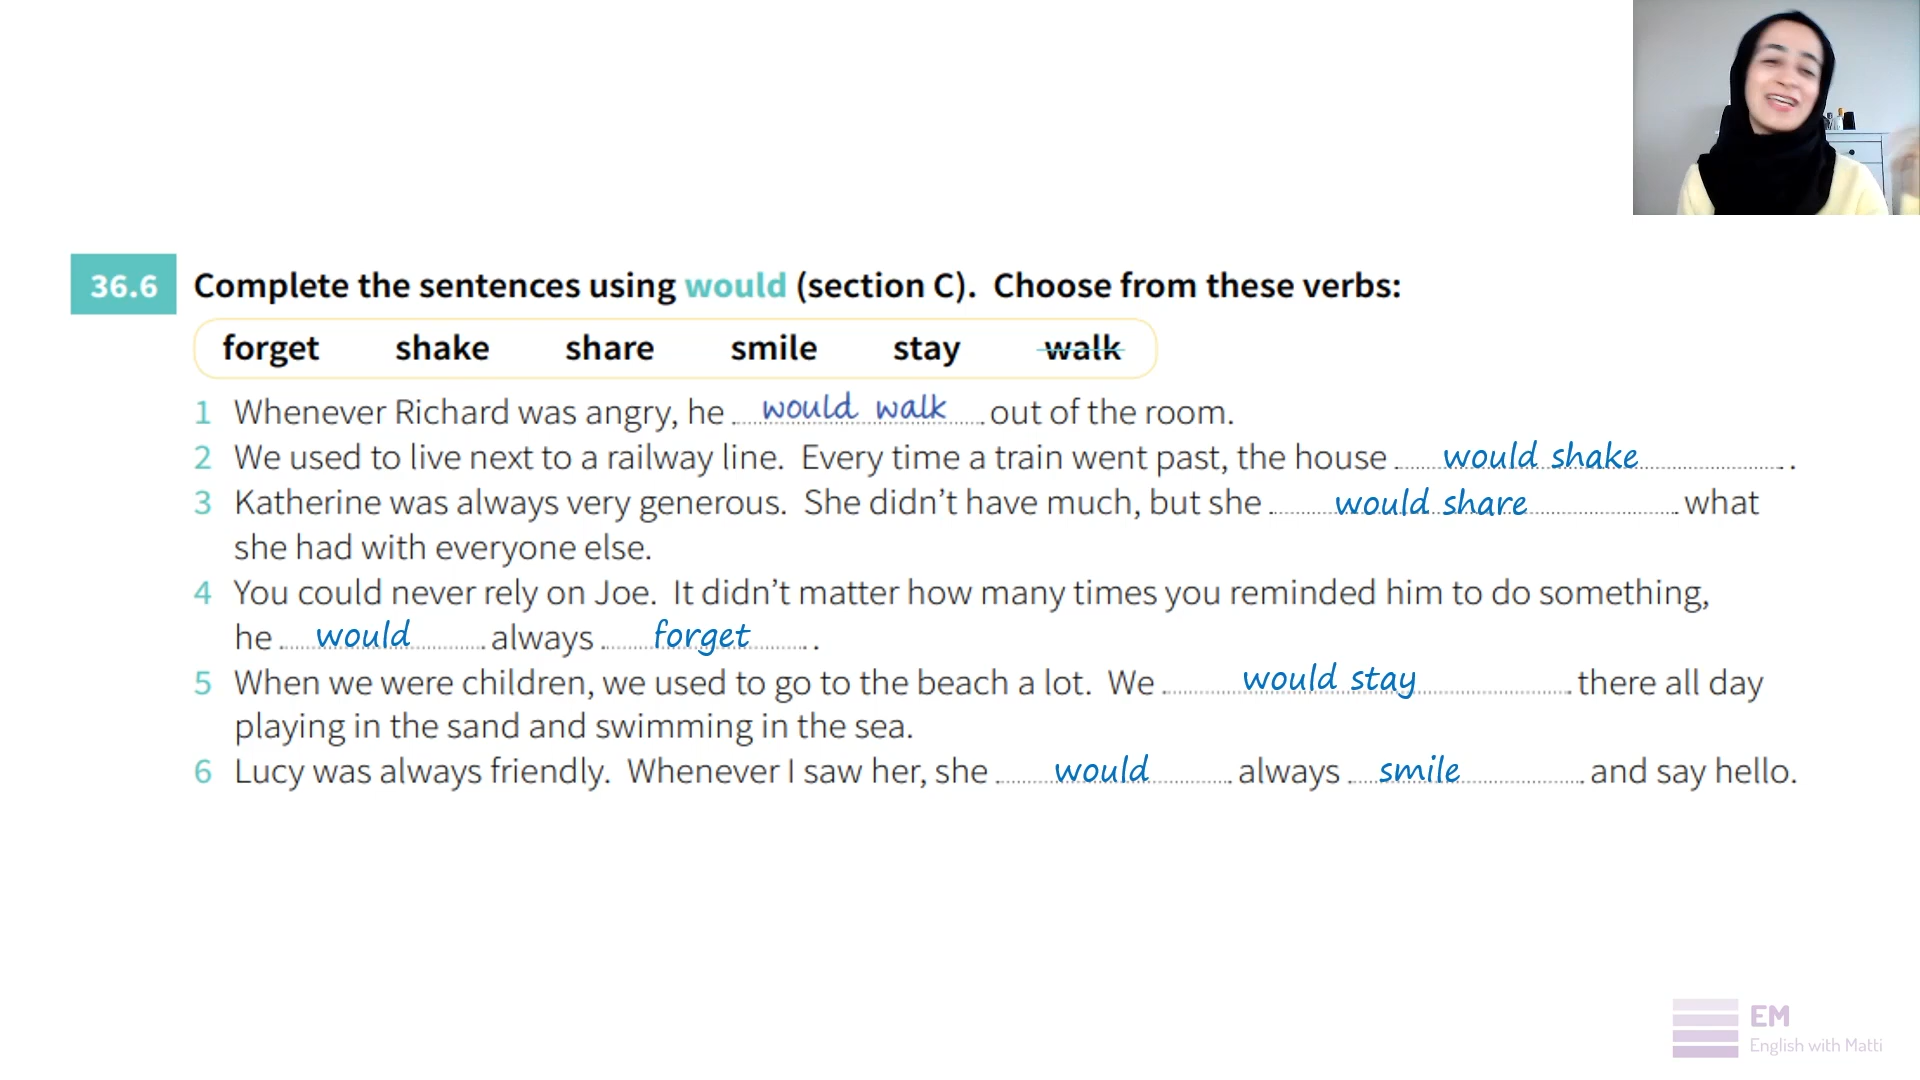 36.6 Complete the sentences using would (section C). Choose from these verbs:
forget shake share smile stay walk
1 Whenever Richard was angry, he would walk out of the room.
2 We used to live next to a railway line. Every time a train went past, the house would shake .
3 Katherine was always very generous. She didn't have much, but she would share what
she had with everyone else.
4 You could never rely on Joe. It didn't matter how many times you reminded him to do something,
he would always forget .
5 When we were children, we used to go to the beach a lot. We would stay there all day
playing in the sand and swimming in the sea.
6 Lucy was always friendly. Whenever I saw her, she would always smile and say hello.
EM
English with Matti